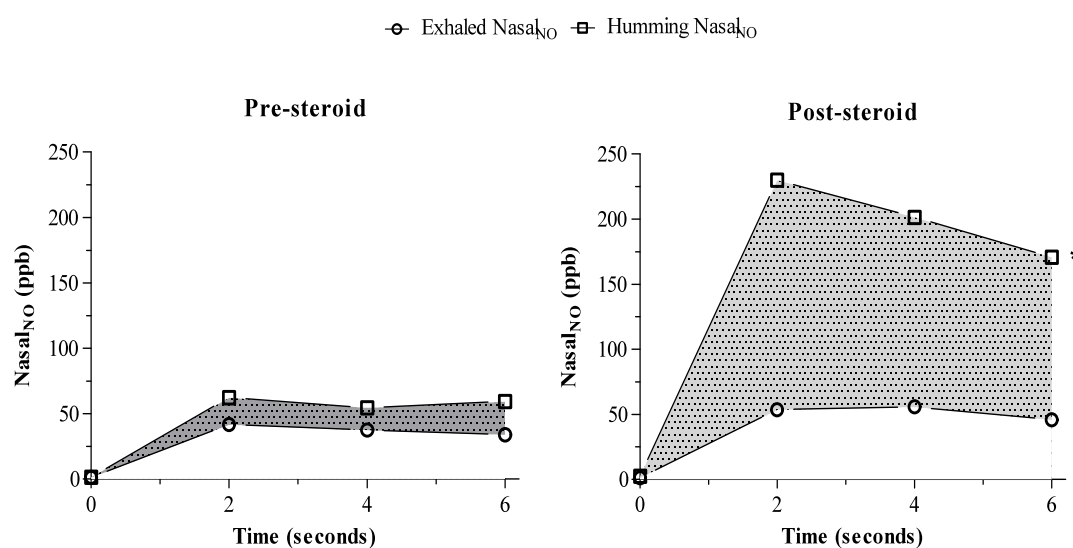 Exhaled Nasal NO Humming Nasal NO
Pre-steroid
250
200
150
100
50
0
Nasal NO (ppb)
0 2 4 6
Time (seconds)
Post-steroid
250
200
150
100
50
0
Nasal NO (ppb)
*
0 2 4 6
Time (seconds)